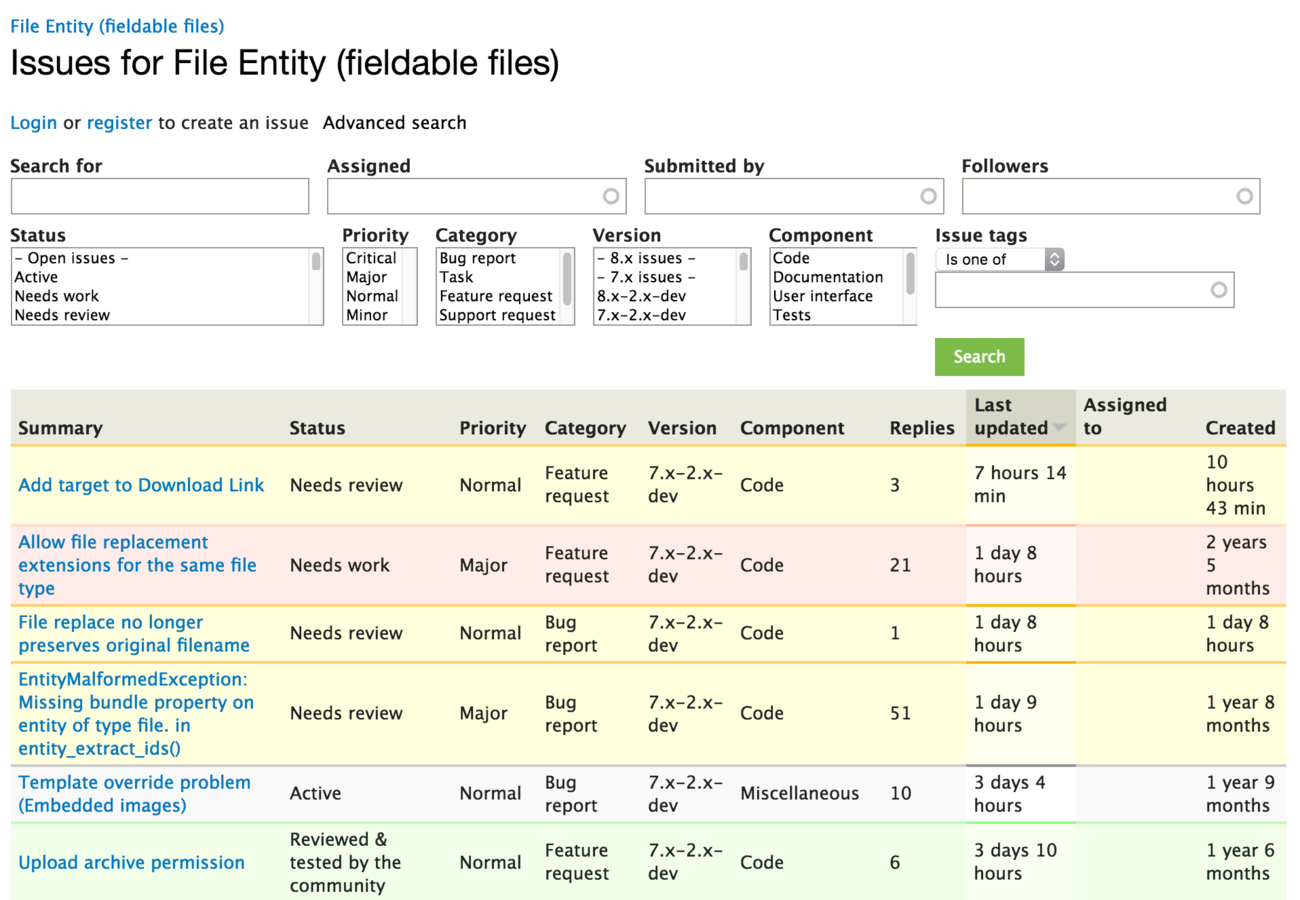 File Entity (fieldable files)
Issues for File Entity (fieldable files)
Login or register to create an issue Advanced search
Search for Assigned Submitted by Followers
Status Priority Category Version Component Issue tags
- Open issues - Critical Bug report - 8.x issues - Code Is one of
Active Major Task - 7.x issues - Documentation
Needs work Normal Feature request 8.x-2.x-dev User interface
Needs review Minor Support request 7.x-2.x-dev Tests
Search
Summary Status Priority Category Version Component Replies Last updated Assigned to Created
Add target to Download Link Needs review Normal Feature request 7.x-2.x-dev Code 3 7 hours 14 min 10 hours 43 min
Allow file replacement extensions for the same file type Needs work Major Feature request 7.x-2.x-dev Code 21 1 day 8 hours 2 years 5 months
File replace no longer preserves original filename Needs review Normal Bug report 7.x-2.x-dev Code 1 1 day 8 hours 1 day 8 hours
EntityMalformedException: Missing bundle property on entity of type file. in entity_extract_ids() Needs review Major Bug report 7.x-2.x-dev Code 51 1 day 9 hours 1 year 8 months
Template override problem (Embedded images) Active Normal Bug report 7.x-2.x-dev Miscellaneous 10 3 days 4 hours 1 year 9 months
Upload archive permission Reviewed & tested by the community Normal Feature request 7.x-2.x-dev Code 6 3 days 10 hours 1 year 6 months